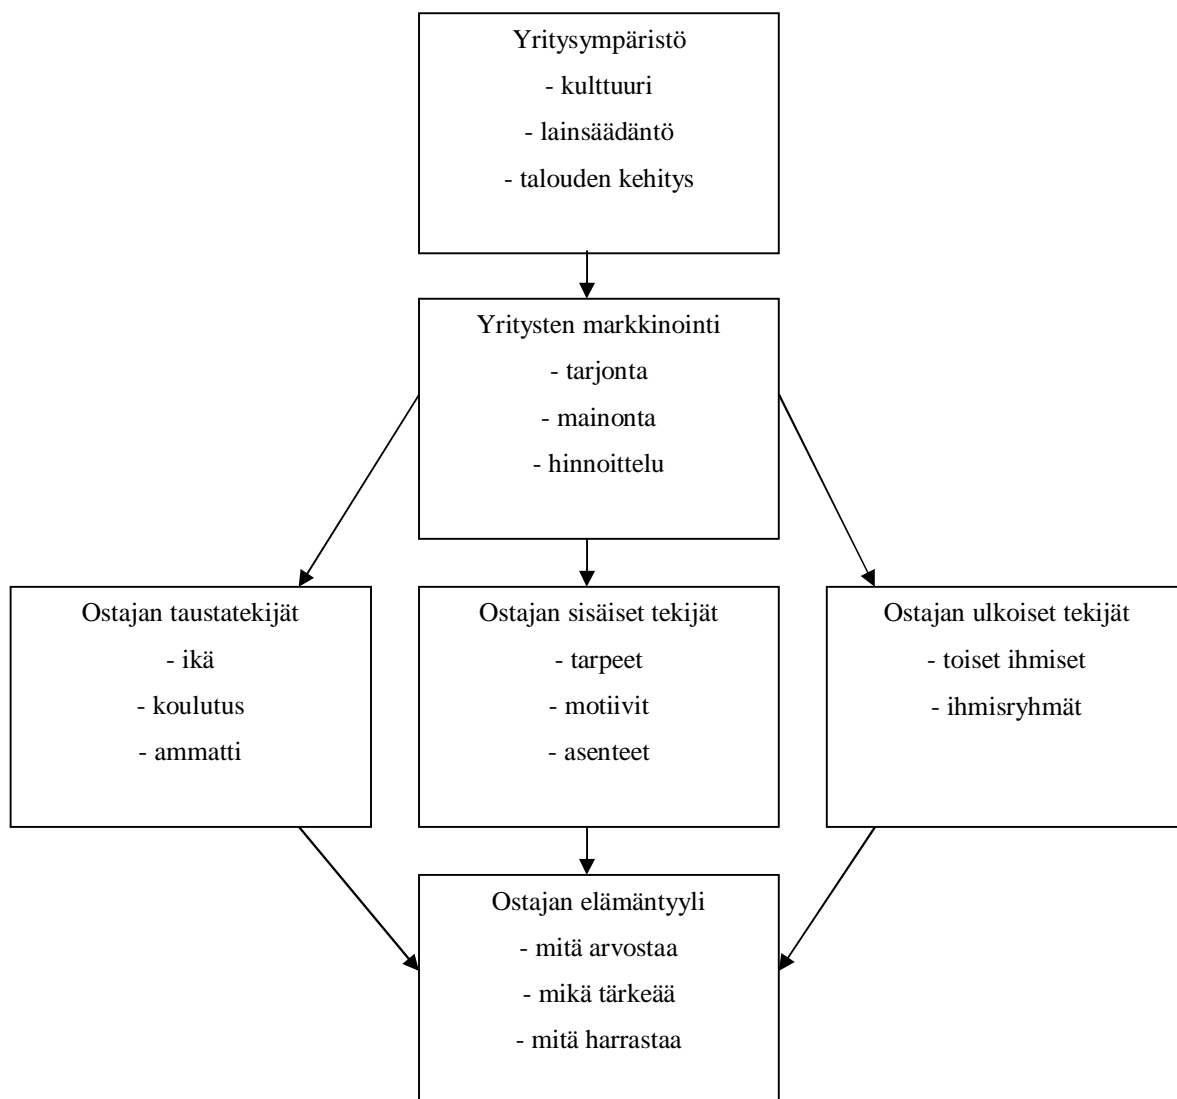 Yritysympäristö
- kulttuuri
- lainsäädäntö
- talouden kehitys
Yritysten markkinointi
- tarjonta
- mainonta
- hinnoittelu
Ostajan taustatekijät
- ikä
- koulutus
- ammatti
Ostajan sisäiset tekijät
- tarpeet
- motiivit
- asenteet
Ostajan ulkoiset tekijät
- toiset ihmiset
- ihmisryhmät
Ostajan elämäntyyli
- mitä arvostaa
- mikä tärkeää
- mitä harrastaa